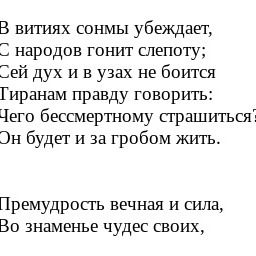 В витиях сонмы убеждает,
С народов гонит слепоту;
Сей дух и в узах не боится
Тиранам правду говорить:
Чего бессмертному страшиться?
Он будет и за гробом жить.

Премудрость вечная и сила,
Во знаменье чудес своих,